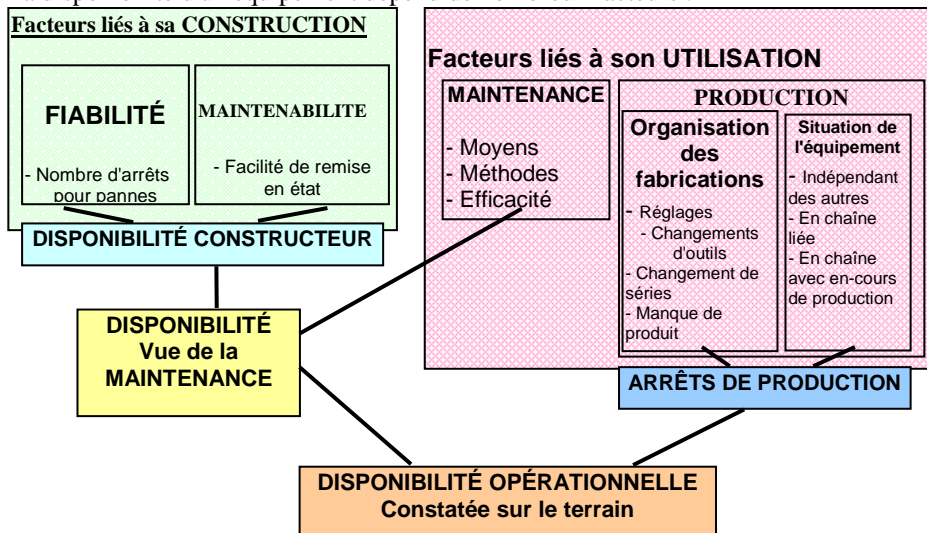 Facteurs liés à sa CONSTRUCTION
FIABILITÉ
- Nombre d'arrêts
pour pannes
MAINTENABILITE
- Facilité de remise
en état
DISPONIBILITÉ CONSTRUCTEUR
Facteurs liés à son UTILISATION
MAINTENANCE
- Moyens
- Méthodes
- Efficacité
PRODUCTION
Organisation
des
fabrications
- Réglages
- Changements
d'outils
- Changement de
séries
- Manque de
produit
Situation de
l'équipement
- Indépendant
des autres
- En chaîne
liée
- En chaîne
avec en-cours
de production
DISPONIBILITÉ
Vue de la
MAINTENANCE
ARRÊTS DE PRODUCTION
DISPONIBILITÉ OPÉRATIONNELLE
Constatée sur le terrain